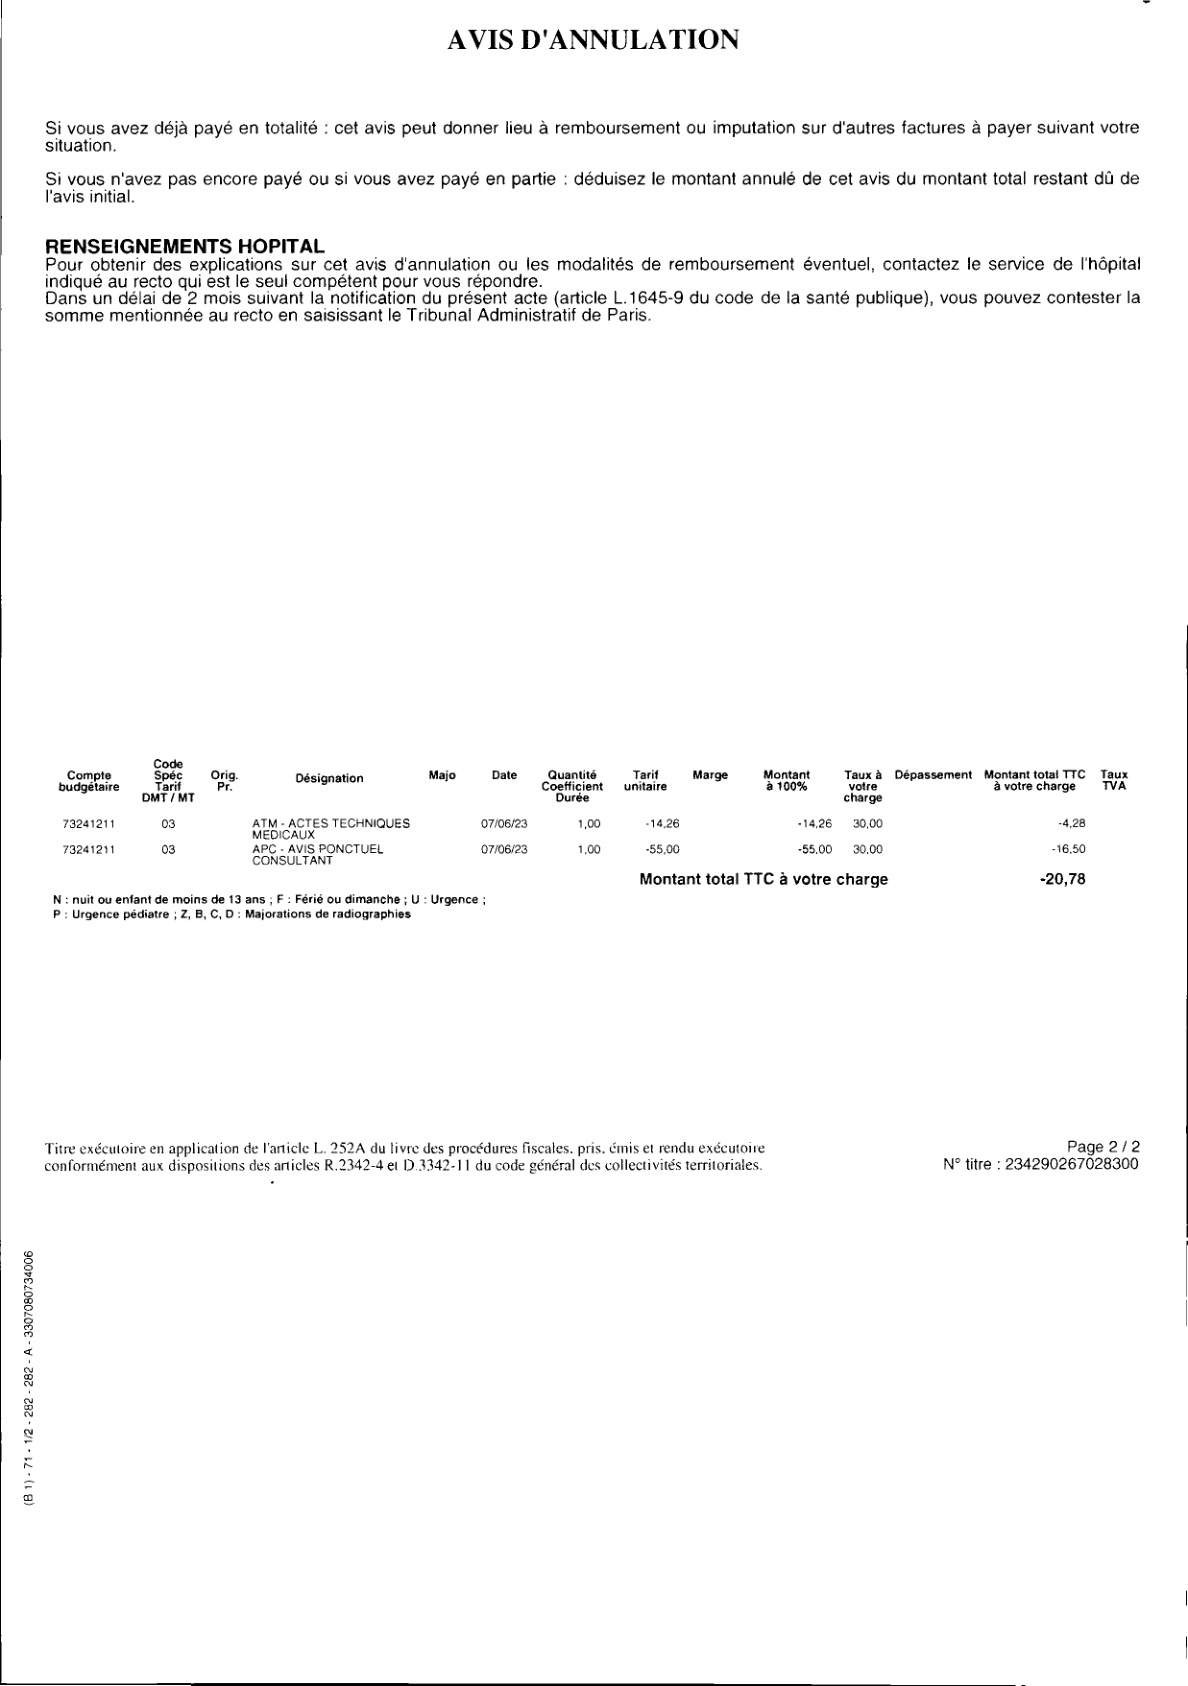 AVIS D'ANNULATION
Si vous avez déjà payé en totalité : cet avis peut donner lieu à remboursement ou imputation sur d'autres factures à payer suivant votre
situation.
Si vous n'avez pas encore payé ou si vous avez payé en partie : déduisez le montant annulé de cet avis du montant total restant dû de
l'avis initial.
RENSEIGNEMENTS HOPITAL
Pour obtenir des explications sur cet avis d'annulation ou les modalités de remboursement éventuel, contactez le service de l'hôpital
indiqué au recto qui est le seul compétent pour vous répondre.
Dans un délai de 2 mois suivant la notification du présent acte (article L.1645-9 du code de la santé publique), vous pouvez contester la
somme mentionnée au recto en saisissant le Tribunal Administratif de Paris.
Compte budgétaire Code Spéc Tarif DMT / MT Orig. Pr. Désignation Majo Date Quantité Coefficient Durée Tarif unitaire Marge Montant à 100% Taux à votre charge Dépassement Montant total TTC à votre charge Taux TVA
73241211 03 ATM - ACTES TECHNIQUES 07/06/23 1,00 -14,26 -14,26 30,00 -4,28
MEDICAUX
73241211 03 APC - AVIS PONCTUEL 07/06/23 1,00 -55,00 -55,00 30,00 -16,50
CONSULTANT
Montant total TTC à votre charge -20,78
N : nuit ou enfant de moins de 13 ans ; F : Férié ou dimanche ; U : Urgence ;
P : Urgence pédiatre ; Z, B, C, D : Majorations de radiographies
Titre exécutoire en application de l'article L. 252A du livre des procédures fiscales, pris, émis et rendu exécutoire
conformément aux dispositions des articles R.2342-4 et D.3342-11 du code général des collectivités territoriales.
Page 2 / 2
N° titre : 234290267028300
(B 1) - 71 - 1/2 - 282 - 282 - A - 3307080734006